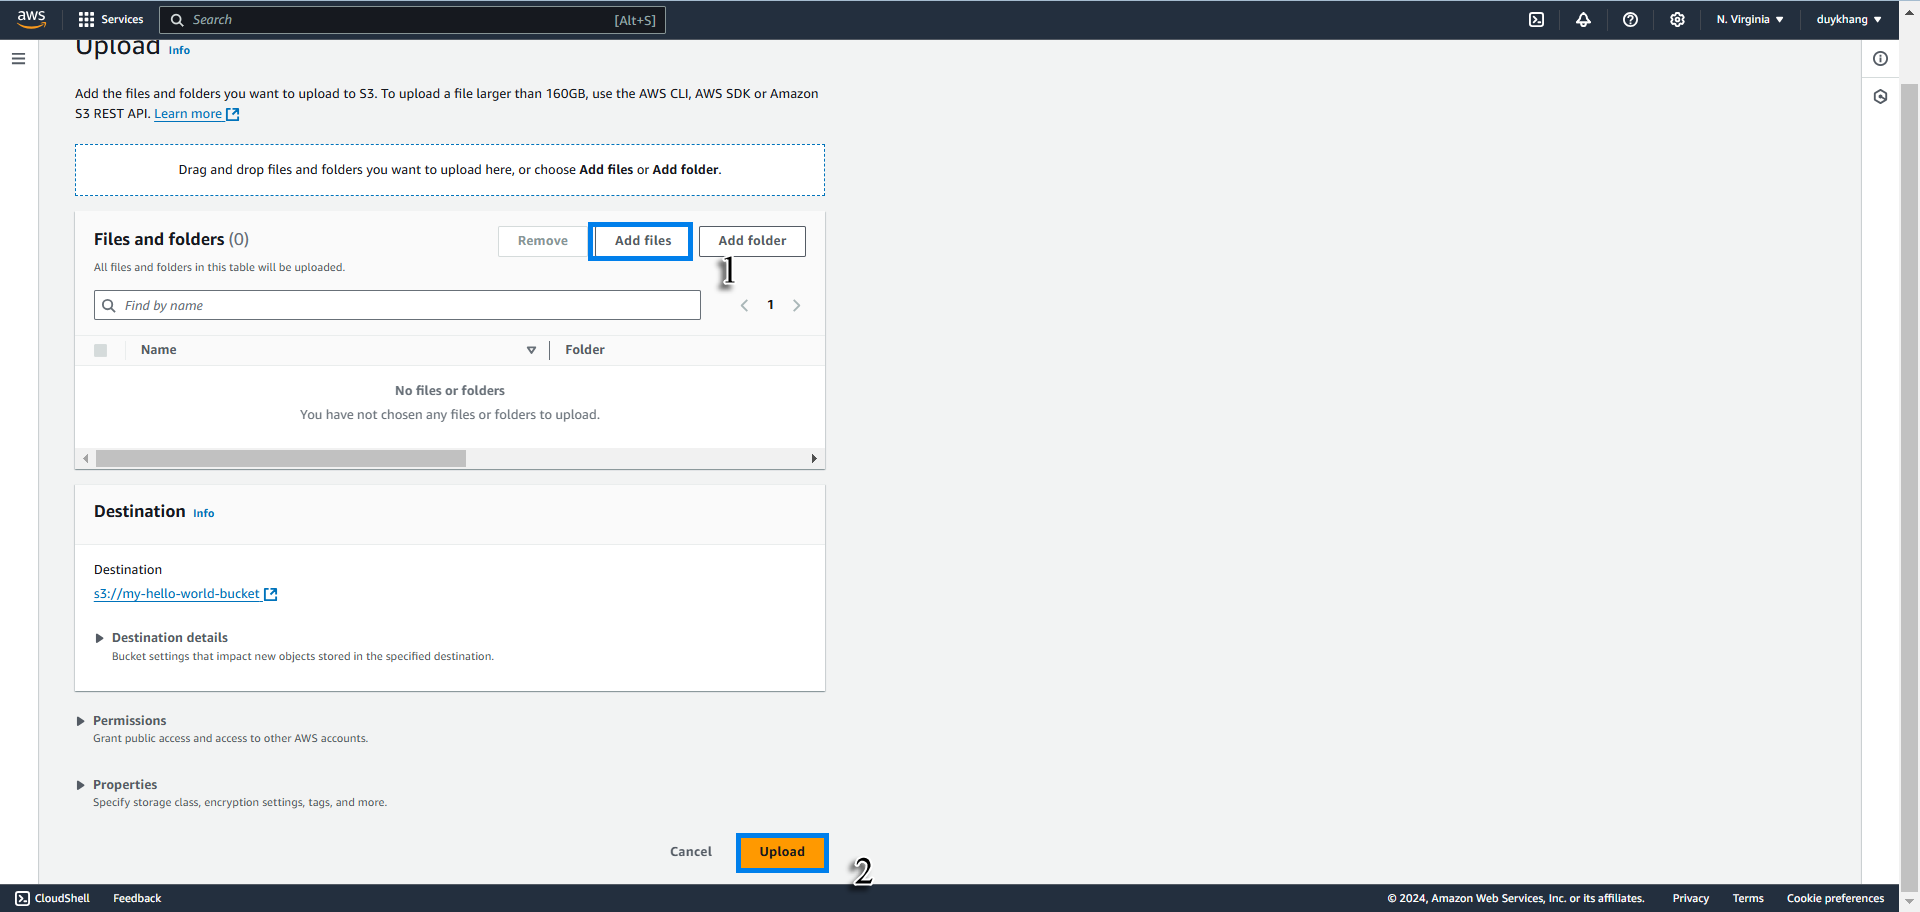 aws Services Search [Alt+S] N. Virginia duykhang
Upload Info
Add the files and folders you want to upload to S3. To upload a file larger than 160GB, use the AWS CLI, AWS SDK or Amazon
S3 REST API. Learn more
Drag and drop files and folders you want to upload here, or choose Add files or Add folder.
Files and folders (0) Remove Add files Add folder
All files and folders in this table will be uploaded.
1
Find by name 1
Name Folder
No files or folders
You have not chosen any files or folders to upload.
Destination Info
Destination
s3://my-hello-world-bucket
Destination details
Bucket settings that impact new objects stored in the specified destination.
Permissions
Grant public access and access to other AWS accounts.
Properties
Specify storage class, encryption settings, tags, and more.
Cancel Upload
2
CloudShell Feedback © 2024, Amazon Web Services, Inc. or its affiliates. Privacy Terms Cookie preferences